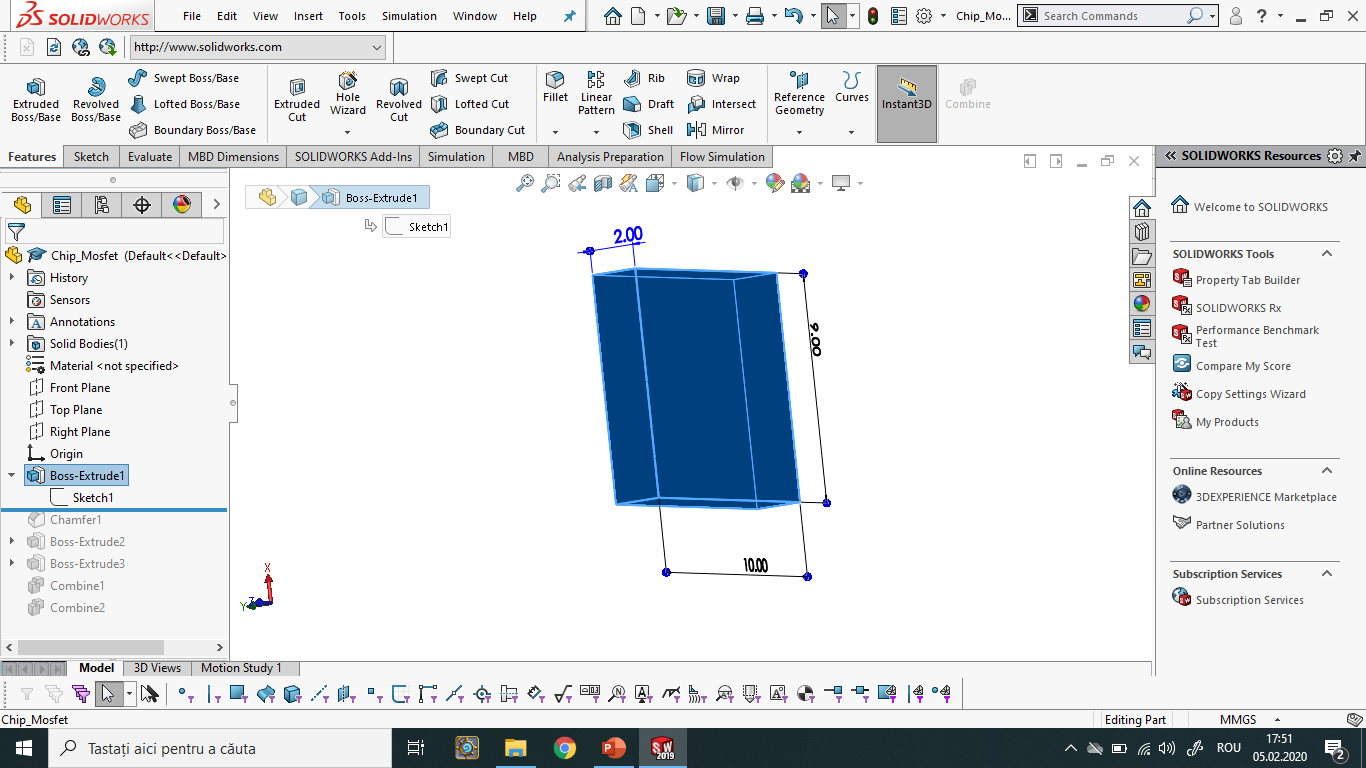 SOLIDWORKS
File Edit View Insert Tools Simulation Window Help
Chip_Mo...
Search Commands
http://www.solidworks.com
Extruded Boss/Base
Revolved Boss/Base
Swept Boss/Base
Lofted Boss/Base
Boundary Boss/Base
Extruded Cut
Hole Wizard
Revolved Cut
Swept Cut
Lofted Cut
Boundary Cut
Fillet
Linear Pattern
Rib
Draft
Shell
Wrap
Intersect
Mirror
Reference Geometry
Curves
Instant3D
Combine
Features Sketch Evaluate MBD Dimensions SOLIDWORKS Add-Ins Simulation MBD Analysis Preparation Flow Simulation
Chip_Mosfet (Default<<Default>
History
Sensors
Annotations
Solid Bodies(1)
Material <not specified>
Front Plane
Top Plane
Right Plane
Origin
Boss-Extrude1
Sketch1
Chamfer1
Boss-Extrude2
Boss-Extrude3
Combine1
Combine2
Boss-Extrude1
Sketch1
2.00
9.00
10.00
X
Y
Z
SOLIDWORKS Resources
Welcome to SOLIDWORKS
SOLIDWORKS Tools
Property Tab Builder
SOLIDWORKS Rx
Performance Benchmark
Test
Compare My Score
Copy Settings Wizard
My Products
Online Resources
3DEXPERIENCE Marketplace
Partner Solutions
Subscription Services
Subscription Services
Model 3D Views Motion Study 1
Chip_Mosfet
Editing Part
MMGS
Tastați aici pentru a căuta
SW
2019
ROU
17:51
05.02.2020
2